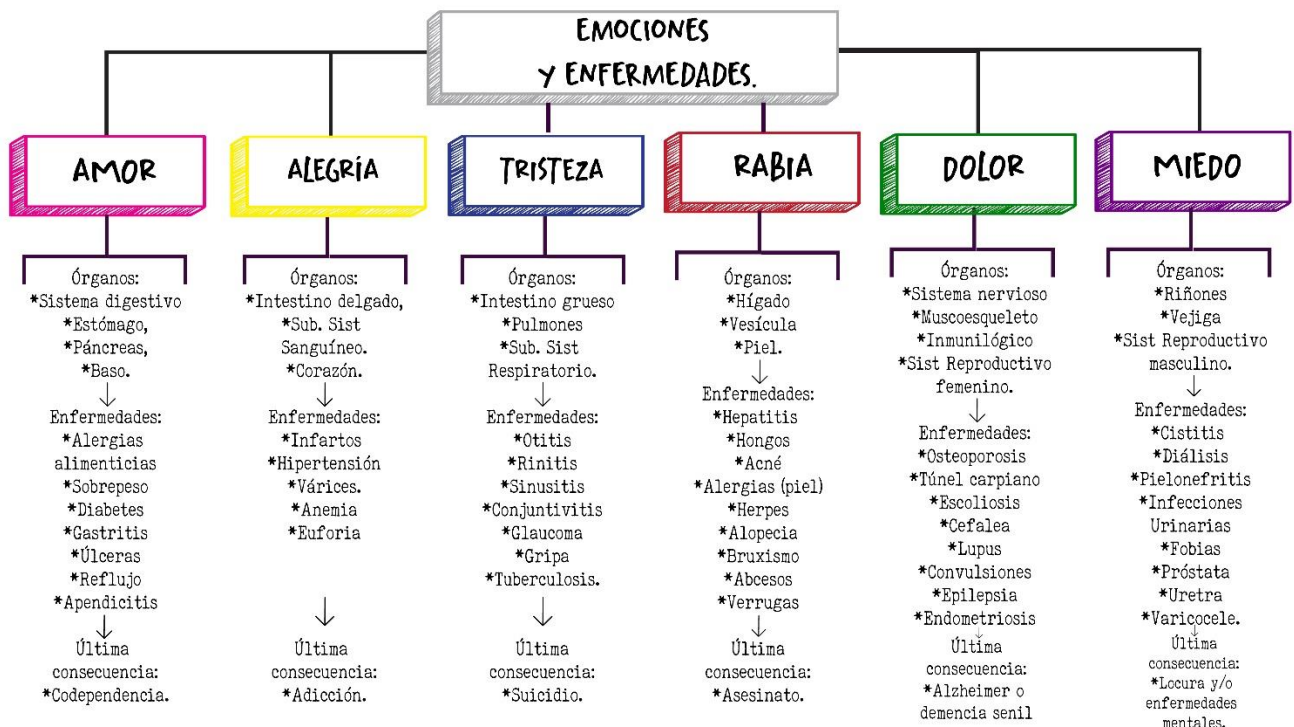 EMOCIONES
Y ENFERMEDADES.
AMOR
Órganos:
*Sistema digestivo
*Estómago,
*Páncreas,
*Baso.
Enfermedades:
*Alergias
alimenticias
*Sobrepeso
*Diabetes
*Gastritis
*Úlceras
*Reflujo
*Apendicitis
Última
consecuencia:
*Codependencia.
ALEGRÍA
Órganos:
*Intestino delgado,
*Sub. Sist
Sanguíneo.
*Corazón.
Enfermedades:
*Infartos
*Hipertensión
*Várices.
*Anemia
*Euforia
Última
consecuencia:
*Adicción.
TRISTEZA
Órganos:
*Intestino grueso
*Pulmones
*Sub. Sist
Respiratorio.
Enfermedades:
*Otitis
*Rinitis
*Sinusitis
*Conjuntivitis
*Glaucoma
*Gripa
*Tuberculosis.
Última
consecuencia:
*Suicidio.
RABIA
Órganos:
*Hígado
*Vesícula
*Piel.
Enfermedades:
*Hepatitis
*Hongos
*Acné
*Alergias (piel)
*Herpes
*Alopecia
*Bruxismo
*Abcesos
*Verrugas
Última
consecuencia:
*Asesinato.
DOLOR
Órganos:
*Sistema nervioso
*Muscoesqueleto
*Inmunilógico
*Sist Reproductivo
femenino.
Enfermedades:
*Osteoporosis
*Túnel carpiano
*Escoliosis
*Cefalea
*Lupus
*Convulsiones
*Epilepsia
*Endometriosis
Última
consecuencia:
*Alzheimer o
demencia senil
MIEDO
Órganos:
*Riñones
*Vejiga
*Sist Reproductivo
masculino.
Enfermedades:
*Cistitis
*Diálisis
*Pielonefritis
*Infecciones
Urinarias
*Fobias
*Próstata
*Uretra
*Varicocele.
Última
consecuencia:
*Locura y/o
enfermedades
mentales.